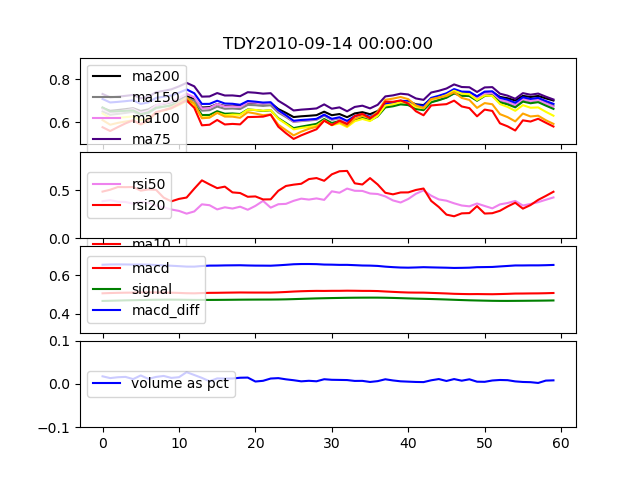 TDY2010-09-14 00:00:00
0.8
0.6
ma200
ma150
ma100
ma75
0.5
0.0
rsi50
rsi20
ma10
0.6
0.4
macd
signal
macd_diff
0.1
0.0
−0.1
volume as pct
0 10 20 30 40 50 60